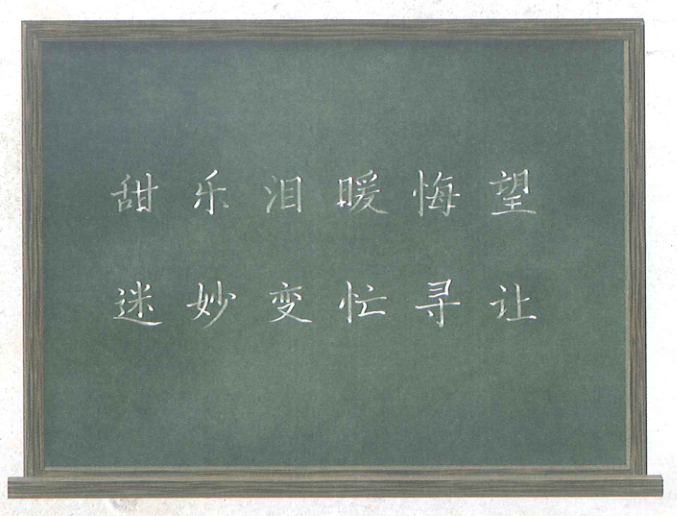 甜 乐 泪 暖 悔 望
迷 妙 变 忙 寻 让